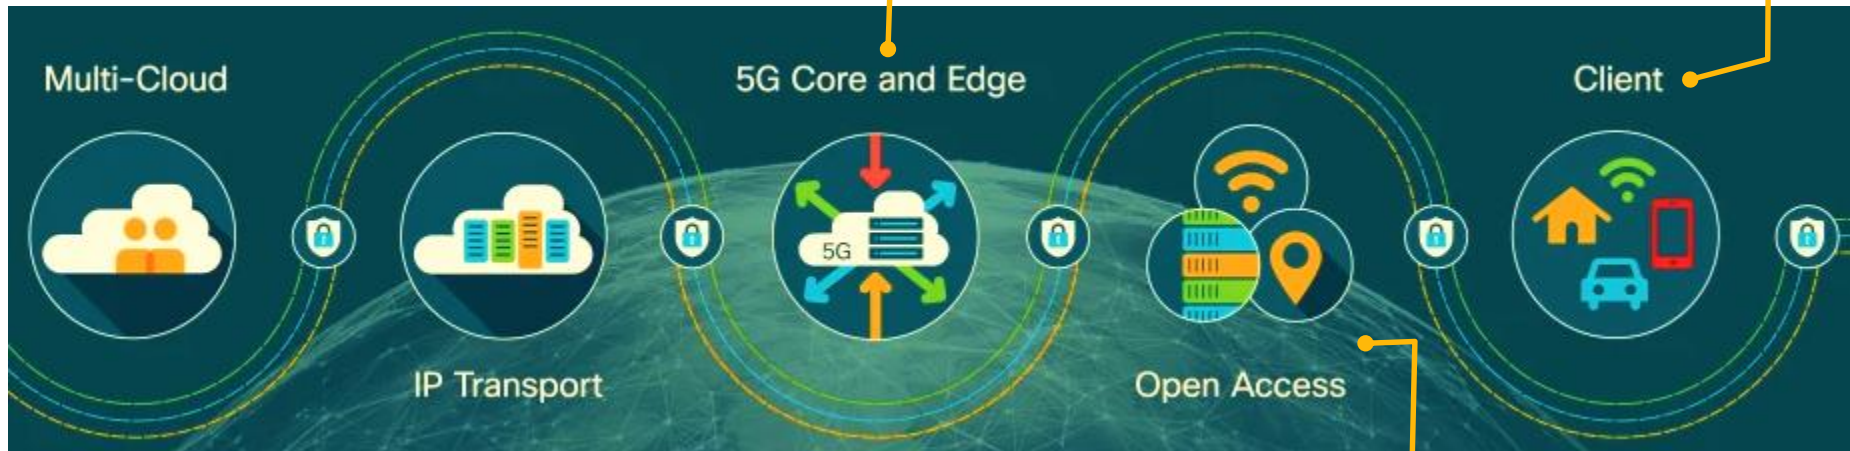 Multi-Cloud
5G Core and Edge
Client
5G
IP Transport
Open Access